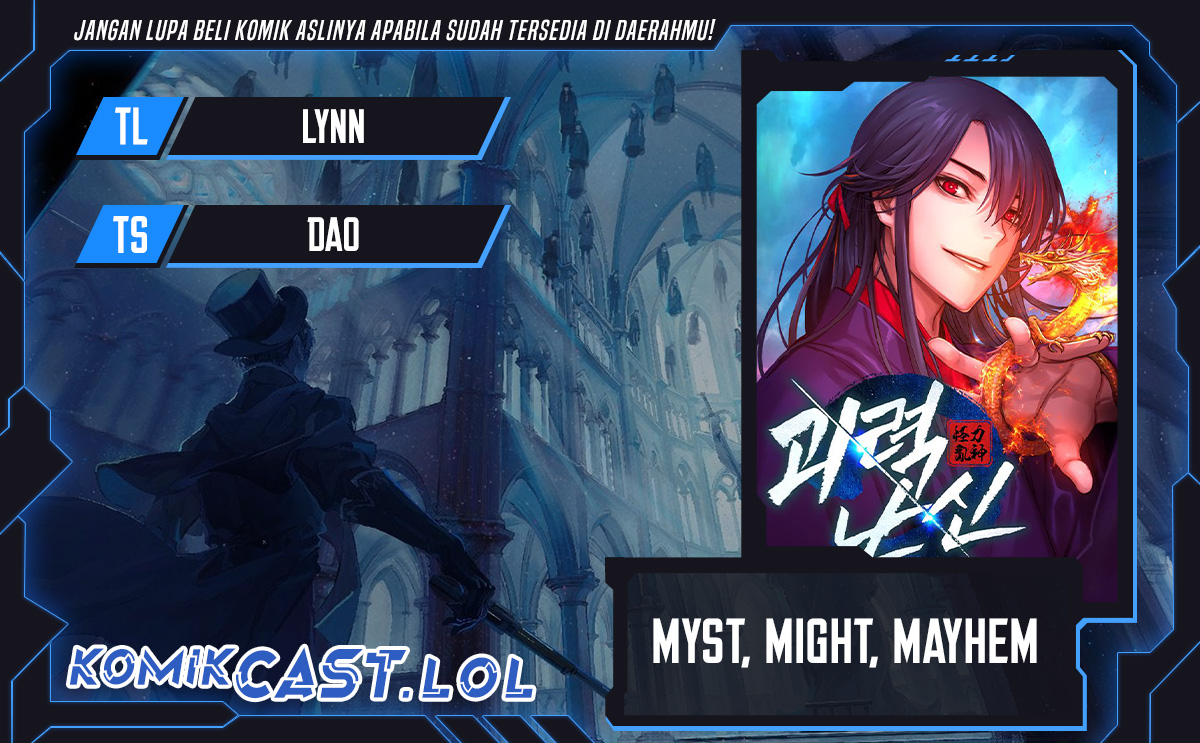 JANGAN LUPA BELI KOMIK ASLINYA APABILA SUDAH TERSEDIA DI DAERAHMU!
TL LYNN
TS DAO
괴력
난신
怪力
亂神
MYST, MIGHT, MAYHEM
KOMIKCAST.LOL